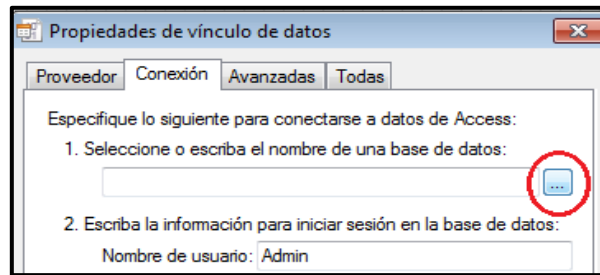 Propiedades de vínculo de datos
Proveedor Conexión Avanzadas Todas
Especifique lo siguiente para conectarse a datos de Access:
1. Seleccione o escriba el nombre de una base de datos:
...
2. Escriba la información para iniciar sesión en la base de datos:
Nombre de usuario: Admin